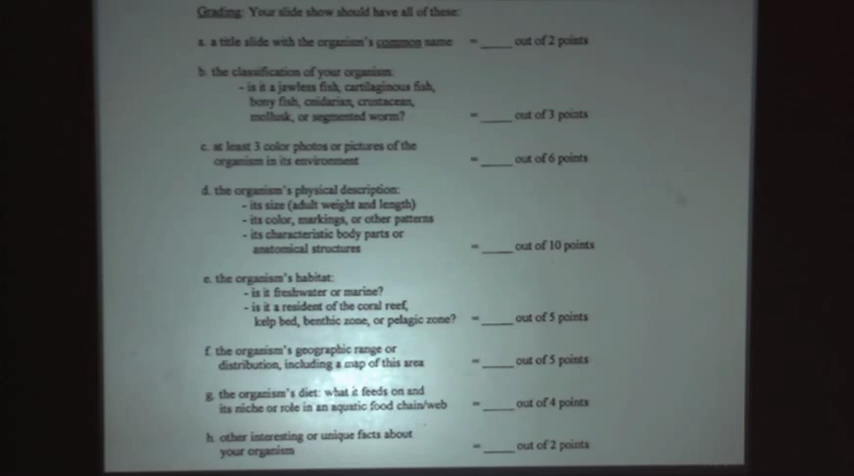 Grading: Your slide show should have all of these:
a. a title slide with the organism's common name = _____ out of 2 points
b. the classification of your organism:
- is it a jawless fish, cartilaginous fish,
bony fish, cnidarian, crustacean,
mollusk, or segmented worm? = _____ out of 3 points
c. at least 3 color photos or pictures of the
organism in its environment = _____ out of 6 points
d. the organism's physical description:
- its size (adult weight and length)
- its color, markings, or other patterns
- its characteristic body parts or
anatomical structures = _____ out of 10 points
e. the organism's habitat:
- is it freshwater or marine?
- is it a resident of the coral reef,
kelp bed, benthic zone, or pelagic zone? = _____ out of 5 points
f. the organism's geographic range or
distribution, including a map of this area = _____ out of 5 points
g. the organism's diet: what it feeds on and
its niche or role in an aquatic food chain/web = _____ out of 4 points
h. other interesting or unique facts about
your organism = _____ out of 2 points